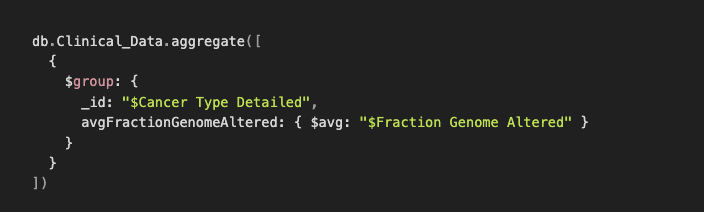 db.Clinical_Data.aggregate([
  {
    $group: {
      _id: "$Cancer Type Detailed",
      avgFractionGenomeAltered: { $avg: "$Fraction Genome Altered" }
    }
  }
])